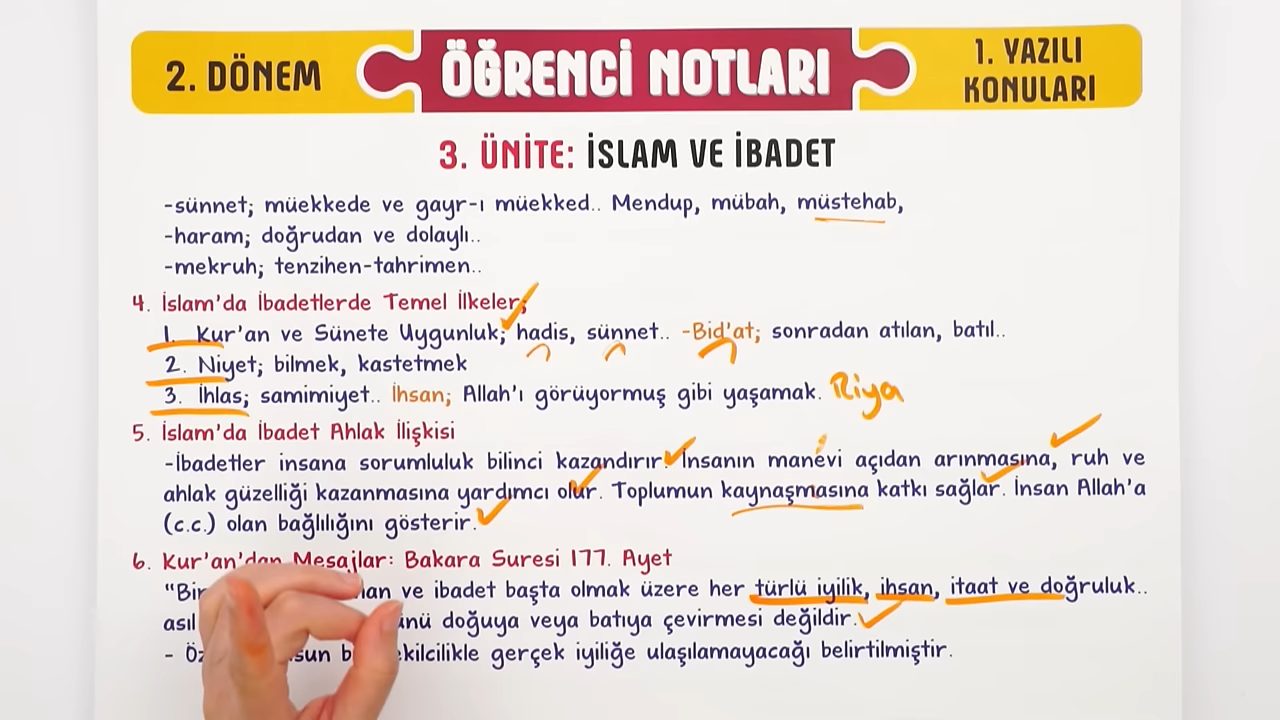 2. DÖNEM
ÖĞRENCİ NOTLARI
1. YAZILI
KONULARI
3. ÜNİTE: İSLAM VE İBADET
-sünnet; müekkede ve gayr-ı müekked.. Mendup, mübah, müstehab,
-haram; doğrudan ve dolaylı..
-mekruh; tenzihen-tahrimen..
4. İslam'da İbadetlerde Temel İlkeler;
1. Kur'an ve Sünete Uygunluk; hadis, sünnet.. -Bid'at; sonradan atılan, batıl..
2. Niyet; bilmek, kastetmek
3. İhlas; samimiyet.. İhsan; Allah'ı görüyormuş gibi yaşamak. Riya
5. İslam'da İbadet Ahlak İlişkisi
-İbadetler insana sorumluluk bilinci kazandırır. İnsanın manevi açıdan arınmasına, ruh ve
ahlak güzelliği kazanmasına yardımcı olur. Toplumun kaynaşmasına katkı sağlar. İnsan Allah'a
(c.c.) olan bağlılığını gösterir.
6. Kur'an'dan Mesajlar: Bakara Suresi 177. Ayet
ve ibadet başta olmak üzere her türlü iyilik, ihsan, itaat ve doğruluk..
asıl doğuya veya batıya çevirmesi değildir.
- gerçek iyiliğe ulaşılamayacağı belirtilmiştir.